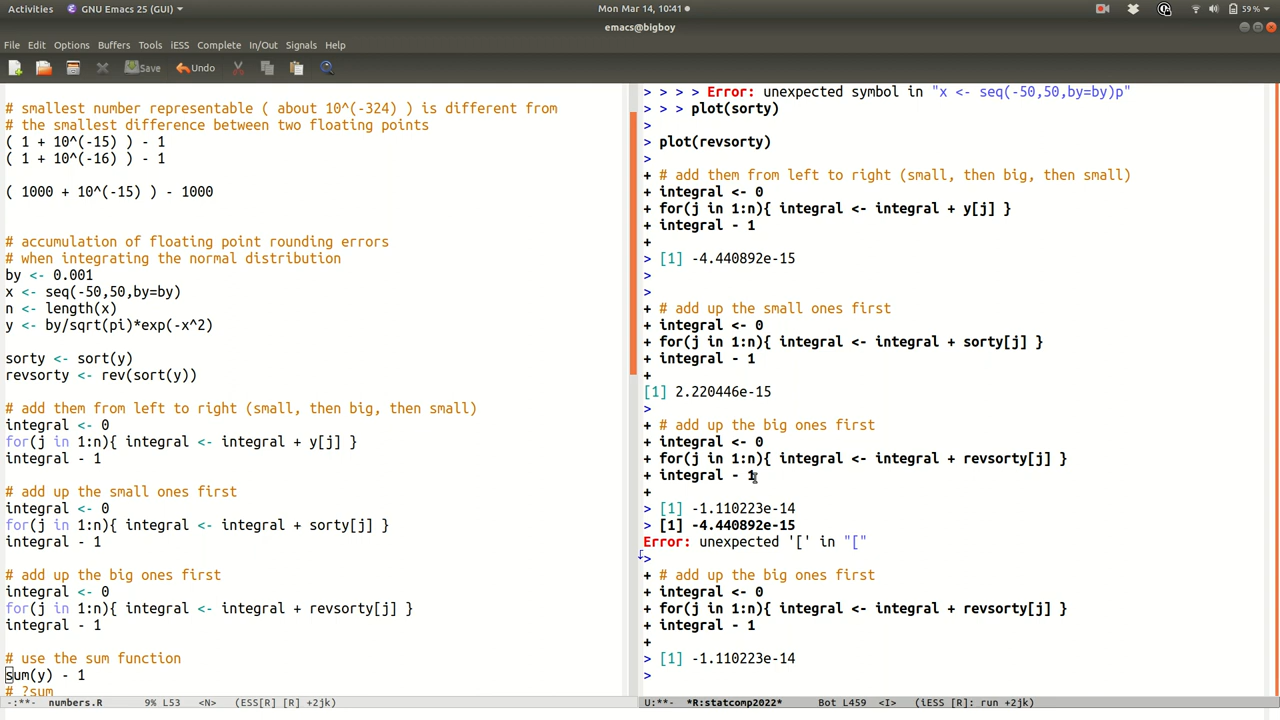 Activities GNU Emacs 25 (GUI) Mon Mar 14, 10:41 59 %
emacs@bigboy
File Edit Options Buffers Tools iESS Complete In/Out Signals Help
Save Undo
# smallest number representable ( about 10^(-324) ) is different from
# the smallest difference between two floating points
( 1 + 10^(-15) ) - 1
( 1 + 10^(-16) ) - 1
( 1000 + 10^(-15) ) - 1000
# accumulation of floating point rounding errors
# when integrating the normal distribution
by <- 0.001
x <- seq(-50,50,by=by)
n <- length(x)
y <- by/sqrt(pi)*exp(-x^2)
sorty <- sort(y)
revsorty <- rev(sort(y))
# add them from left to right (small, then big, then small)
integral <- 0
for(j in 1:n){ integral <- integral + y[j] }
integral - 1
# add up the small ones first
integral <- 0
for(j in 1:n){ integral <- integral + sorty[j] }
integral - 1
# add up the big ones first
integral <- 0
for(j in 1:n){ integral <- integral + revsorty[j] }
integral - 1
# use the sum function
sum(y) - 1
# ?sum
-:**- numbers.R 9% L53 <N> (ESS[R] [R] +2jk)
> > > > Error: unexpected symbol in "x <- seq(-50,50,by=by)p"
> > > plot(sorty)
>
> plot(revsorty)
>
+ # add them from left to right (small, then big, then small)
+ integral <- 0
+ for(j in 1:n){ integral <- integral + y[j] }
+ integral - 1
+
> [1] -4.440892e-15
>
>
+ # add up the small ones first
+ integral <- 0
+ for(j in 1:n){ integral <- integral + sorty[j] }
+ integral - 1
+
[1] 2.220446e-15
>
+ # add up the big ones first
+ integral <- 0
+ for(j in 1:n){ integral <- integral + revsorty[j] }
+ integral - 1
+
> [1] -1.110223e-14
> [1] -4.440892e-15
Error: unexpected '[' in "["
>
+ # add up the big ones first
+ integral <- 0
+ for(j in 1:n){ integral <- integral + revsorty[j] }
+ integral - 1
+
> [1] -1.110223e-14
>
U:**- *R:statcomp2022* Bot L459 <I> (iESS [R]: run +2jk)